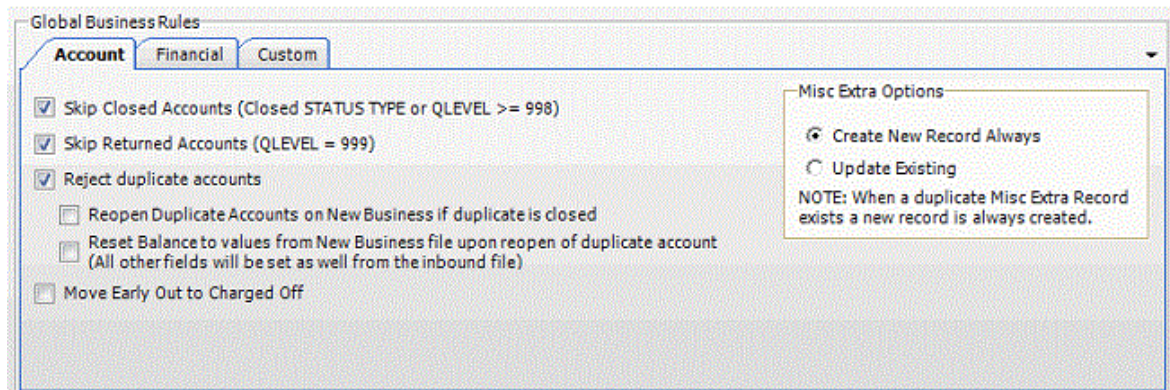 Global Business Rules
Account Financial Custom
Skip Closed Accounts (Closed STATUS TYPE or QLEVEL >= 998)
Skip Returned Accounts (QLEVEL = 999)
Reject duplicate accounts
Reopen Duplicate Accounts on New Business if duplicate is closed
Reset Balance to values from New Business file upon reopen of duplicate account
(All other fields will be set as well from the inbound file)
Move Early Out to Charged Off
Misc Extra Options
Create New Record Always
Update Existing
NOTE: When a duplicate Misc Extra Record
exists a new record is always created.